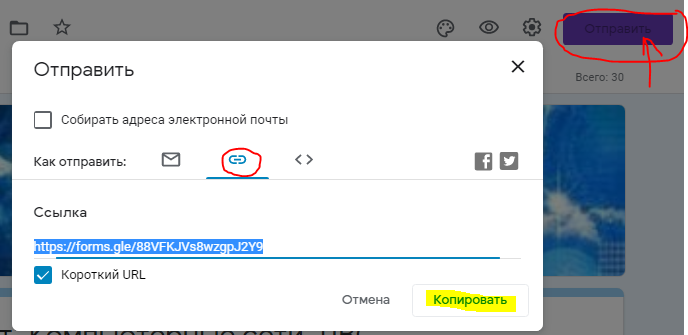 Отправить
Всего: 30
Отправить
Собирать адреса электронной почты
Как отправить:
Ссылка
https://forms.gle/88VFKJVs8wzgpJ2Y9
Короткий URL
Отмена
Копировать